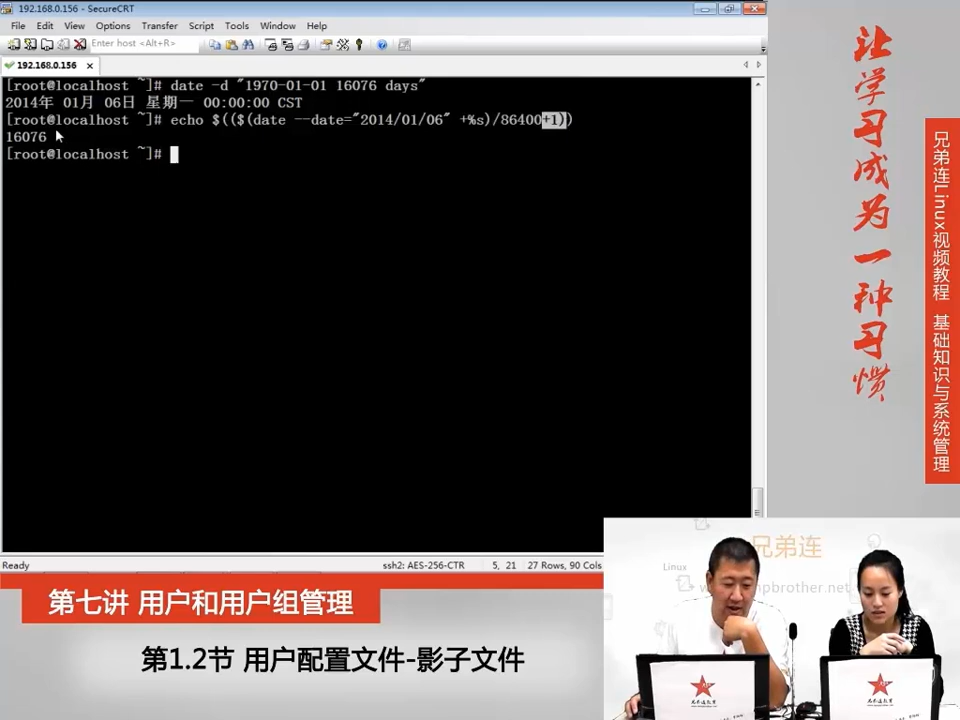 192.168.0.156 - SecureCRT
File Edit View Options Transfer Script Tools Window Help
Enter host <Alt+R>
192.168.0.156
[root@localhost ~]# date -d "1970-01-01 16076 days"
2014年 01月 06日 星期一 00:00:00 CST
[root@localhost ~]# echo $(($(date --date="2014/01/06" +%s)/86400+1))
16076
[root@localhost ~]#
Ready ssh2: AES-256-CTR 5, 21 27 Rows, 90 Cols
让学习成为一种习惯
兄弟连Linux视频教程 基础知识与系统管理
第七讲 用户和用户组管理
第1.2节 用户配置文件-影子文件
兄弟连
Linux
pbrother.net